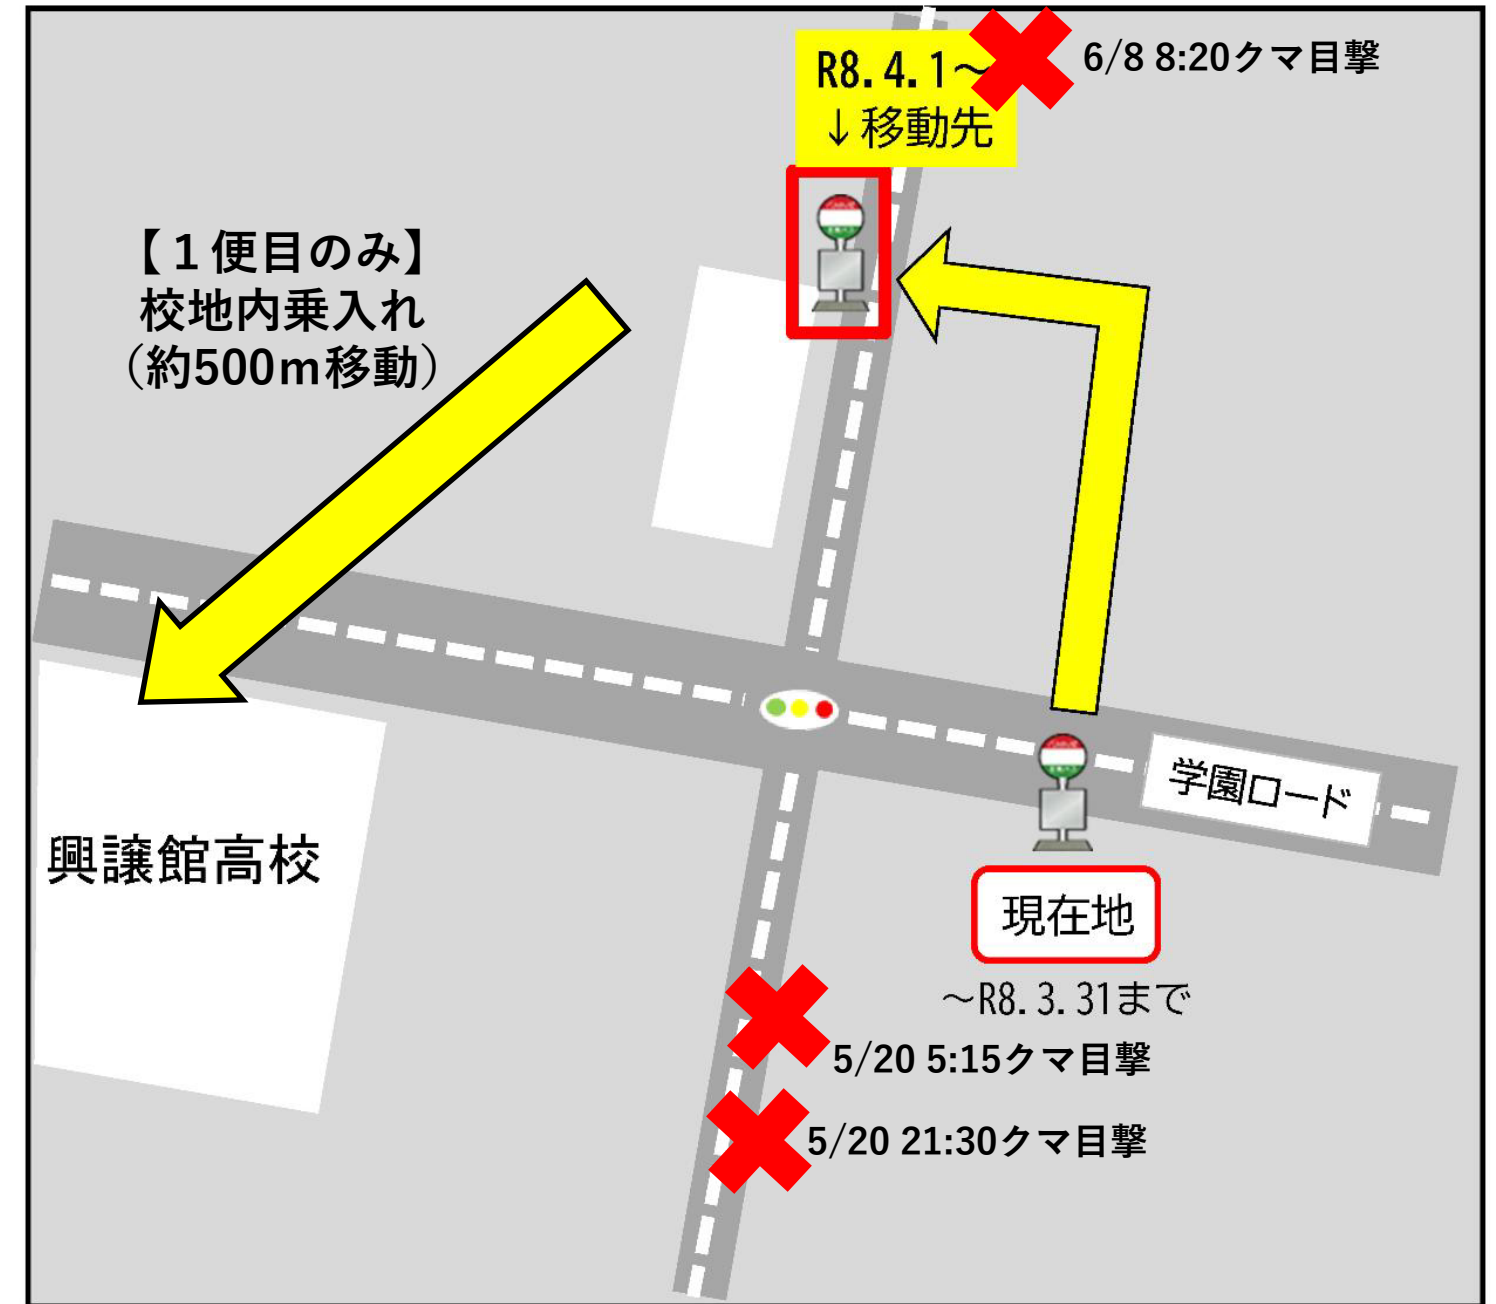 R8.4.1～
↓移動先
6/8 8:20クマ目撃
【１便目のみ】
校地内乗入れ
（約500ｍ移動）
学園ロード
興譲館高校
現在地
～R8.3.31まで
5/20 5:15クマ目撃
5/20 21:30クマ目撃